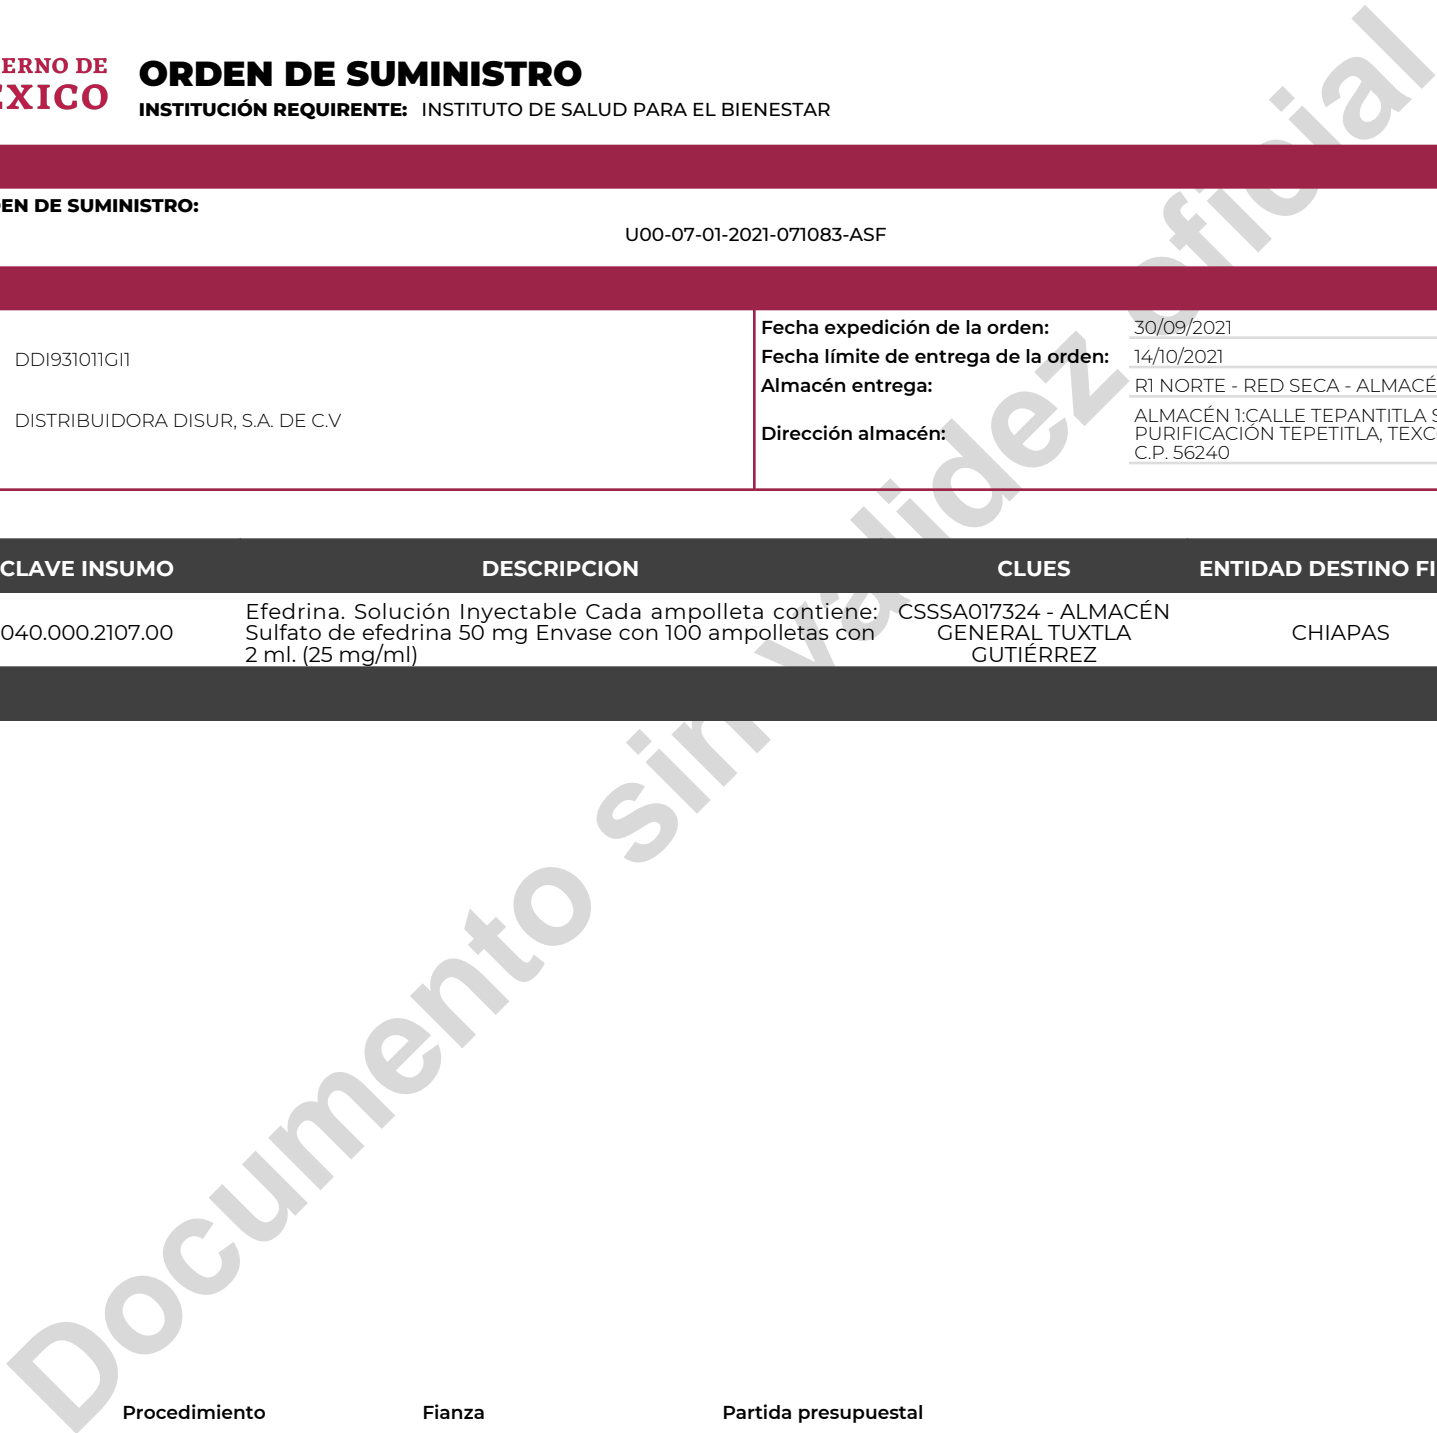 ERNO DE
ORDEN DE SUMINISTRO
INSTITUCIÓN REQUIRENTE: INSTITUTO DE SALUD PARA EL BIENESTAR
EN DE SUMINISTRO:
U00-07-01-2021-071083-ASF
DDI931011GI1
DISTRIBUIDORA DISUR, S.A. DE C.V
Fecha expedición de la orden: 30/09/2021
Fecha límite de entrega de la orden: 14/10/2021
Almacén entrega: R1 NORTE - RED SECA - ALMACÉ
Dirección almacén:
ALMACÉN 1:CALLE TEPANTITLA S
PURIFICACIÓN TEPETITLA, TEXC
C.P. 56240
CLAVE INSUMO DESCRIPCION CLUES ENTIDAD DESTINO FI
040.000.2107.00
Efedrina. Solución Inyectable Cada ampolleta contiene:
Sulfato de efedrina 50 mg Envase con 100 ampolletas con
2 ml. (25 mg/ml)
CSSSA017324 - ALMACÉN
GENERAL TUXTLA
GUTIÉRREZ
CHIAPAS
Documento sin validez oficial
Procedimiento Fianza Partida presupuestal